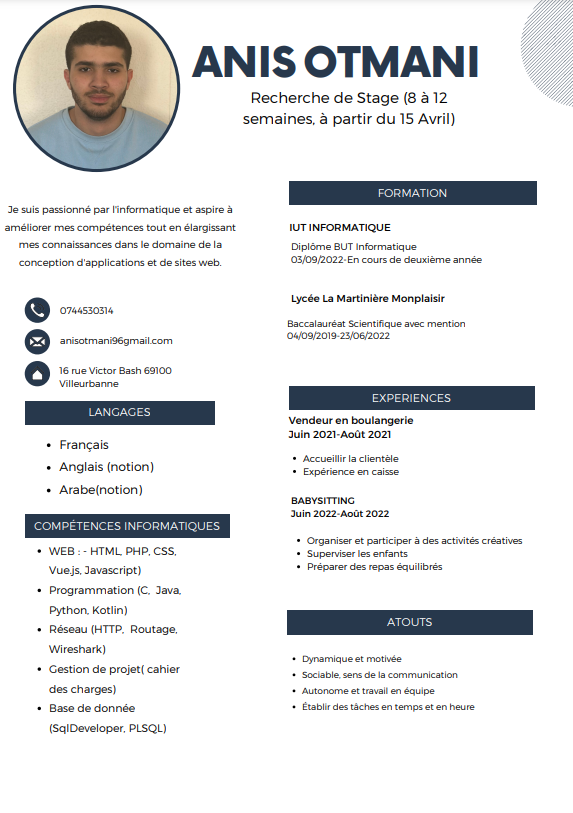 ANIS OTMANI
Recherche de Stage (8 à 12
semaines, à partir du 15 Avril)
Je suis passionné par l'informatique et aspire à
améliorer mes compétences tout en élargissant
mes connaissances dans le domaine de la
conception d'applications et de sites web.
0744530314
anisotmani96gmail.com
16 rue Victor Bash 69100
Villeurbanne
LANGAGES
Français
Anglais (notion)
Arabe(notion)
COMPÉTENCES INFORMATIQUES
WEB : - HTML, PHP, CSS,
Vue.js, Javascript)
Programmation (C, Java,
Python, Kotlin)
Réseau (HTTP, Routage,
Wireshark)
Gestion de projet( cahier
des charges)
Base de donnée
(SqlDeveloper, PLSQL)
FORMATION
IUT INFORMATIQUE
Diplôme BUT Informatique
03/09/2022-En cours de deuxième année
Lycée La Martinière Monplaisir
Baccalauréat Scientifique avec mention
04/09/2019-23/06/2022
EXPERIENCES
Vendeur en boulangerie
Juin 2021-Août 2021
Accueillir la clientèle
Expérience en caisse
BABYSITTING
Juin 2022-Août 2022
Organiser et participer à des activités créatives
Superviser les enfants
Préparer des repas équilibrés
ATOUTS
Dynamique et motivée
Sociable, sens de la communication
Autonome et travail en équipe
Établir des tâches en temps et en heure